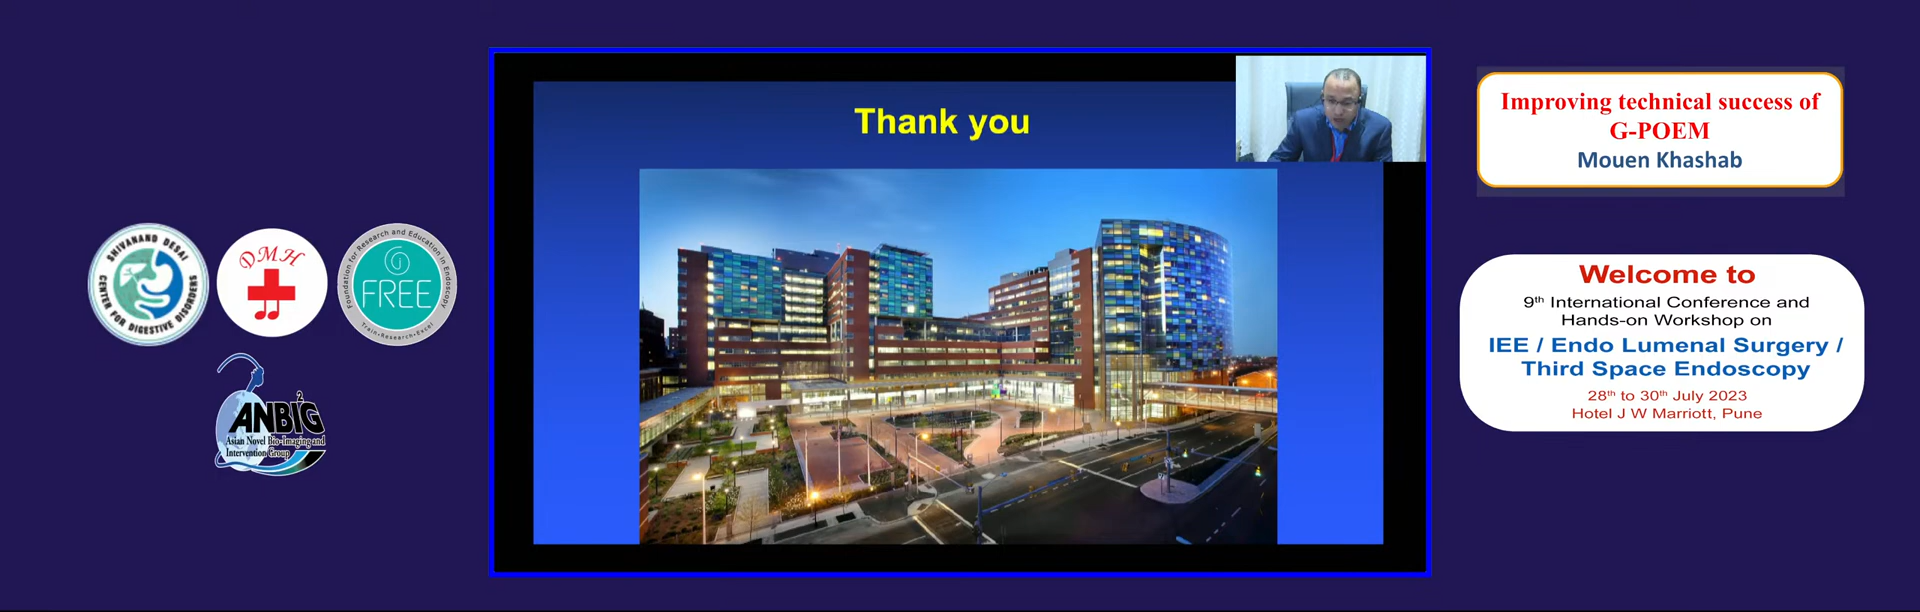 SHIVANAND DESAI
CENTER FOR DIGESTIVE DISORDERS
DMH
Foundation for Research and Education in Endoscopy
FREE
Train•Research•Excel
ANBIG2
Asian Novel Bio-Imaging and
Intervention Group
Thank you
Improving technical success of
G-POEM
Mouen Khashab
Welcome to
9th International Conference and
Hands-on Workshop on
IEE / Endo Lumenal Surgery /
Third Space Endoscopy
28th to 30th July 2023
Hotel J W Marriott, Pune